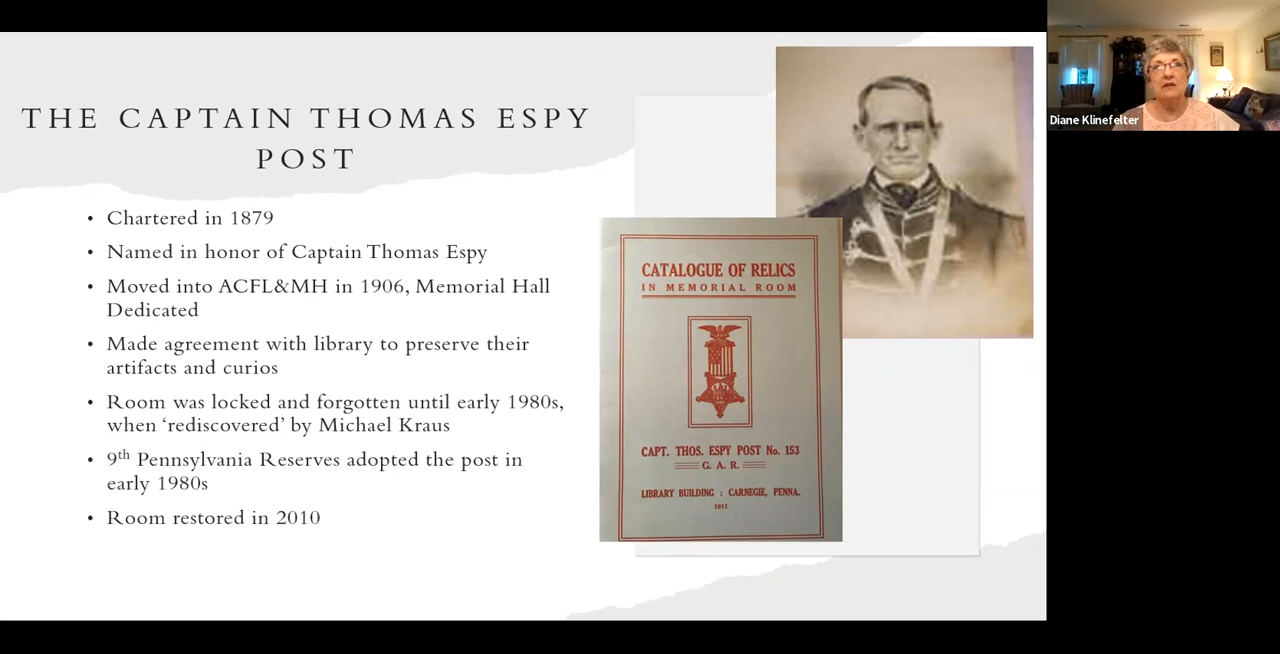 THE CAPTAIN THOMAS ESPY
POST
• Chartered in 1879
• Named in honor of Captain Thomas Espy
• Moved into ACFL&MH in 1906, Memorial Hall
Dedicated
• Made agreement with library to preserve their
artifacts and curios
• Room was locked and forgotten until early 1980s,
when ‘rediscovered’ by Michael Kraus
• 9th Pennsylvania Reserves adopted the post in
early 1980s
• Room restored in 2010
CATALOGUE OF RELICS
IN MEMORIAL ROOM
CAPT. THOS. ESPY POST No. 153
G. A. R.
LIBRARY BUILDING : CARNEGIE, PENNA.
1911
Diane Klinefelter